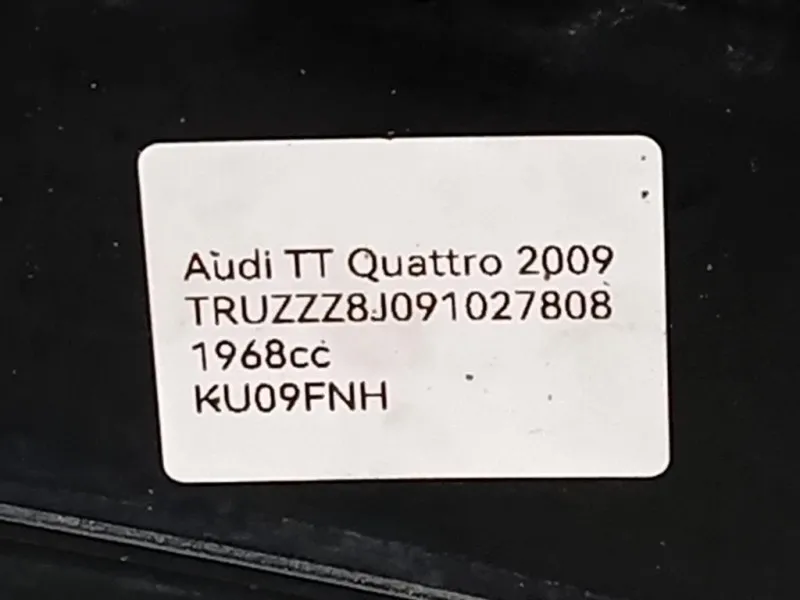 Audi TT Quattro 2009
TRUZZZ8J091027808
1968cc
KU09FNH